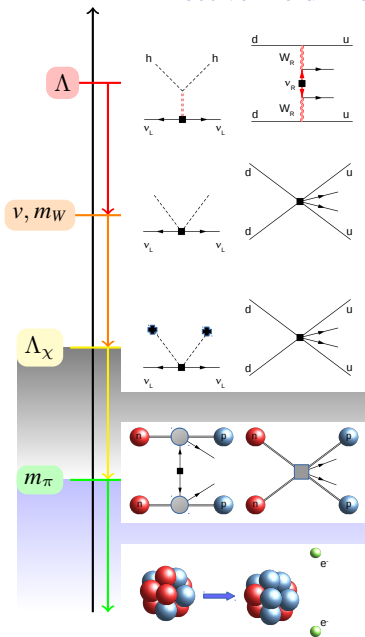 h h d u
W_R
Λ ν_R
W_R
ν_L ν_L d u
d u
v, m_W
ν_L ν_L d u
d u
Λ_χ
ν_L ν_L d u
n p n p
m_π
n p n p
e-
e-